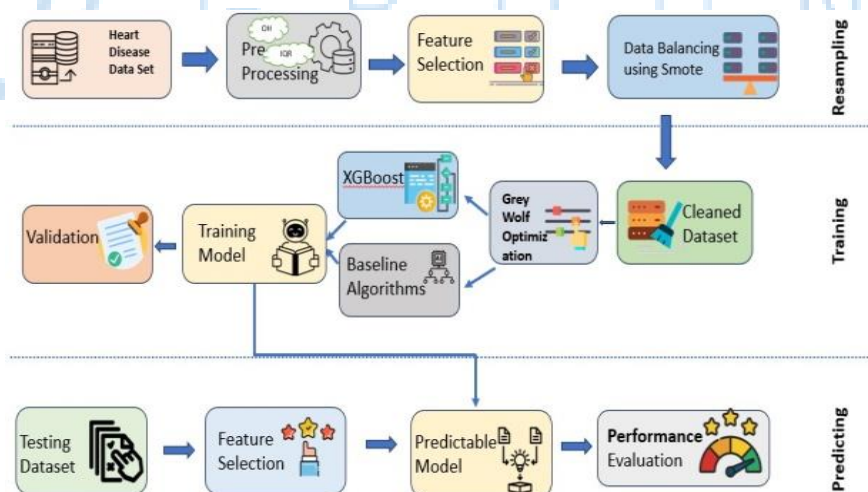 Heart
Disease
Data Set
OH
IQR
Pre
Processing
Feature
Selection
Data Balancing
using Smote
Resampling
XGBoost
Validation
Training
Model
Baseline
Algorithms
Grey
Wolf
Optimiz
ation
Cleaned
Dataset
Training
Testing
Dataset
Feature
Selection
Predictable
Model
Performance
Evaluation
Predicting